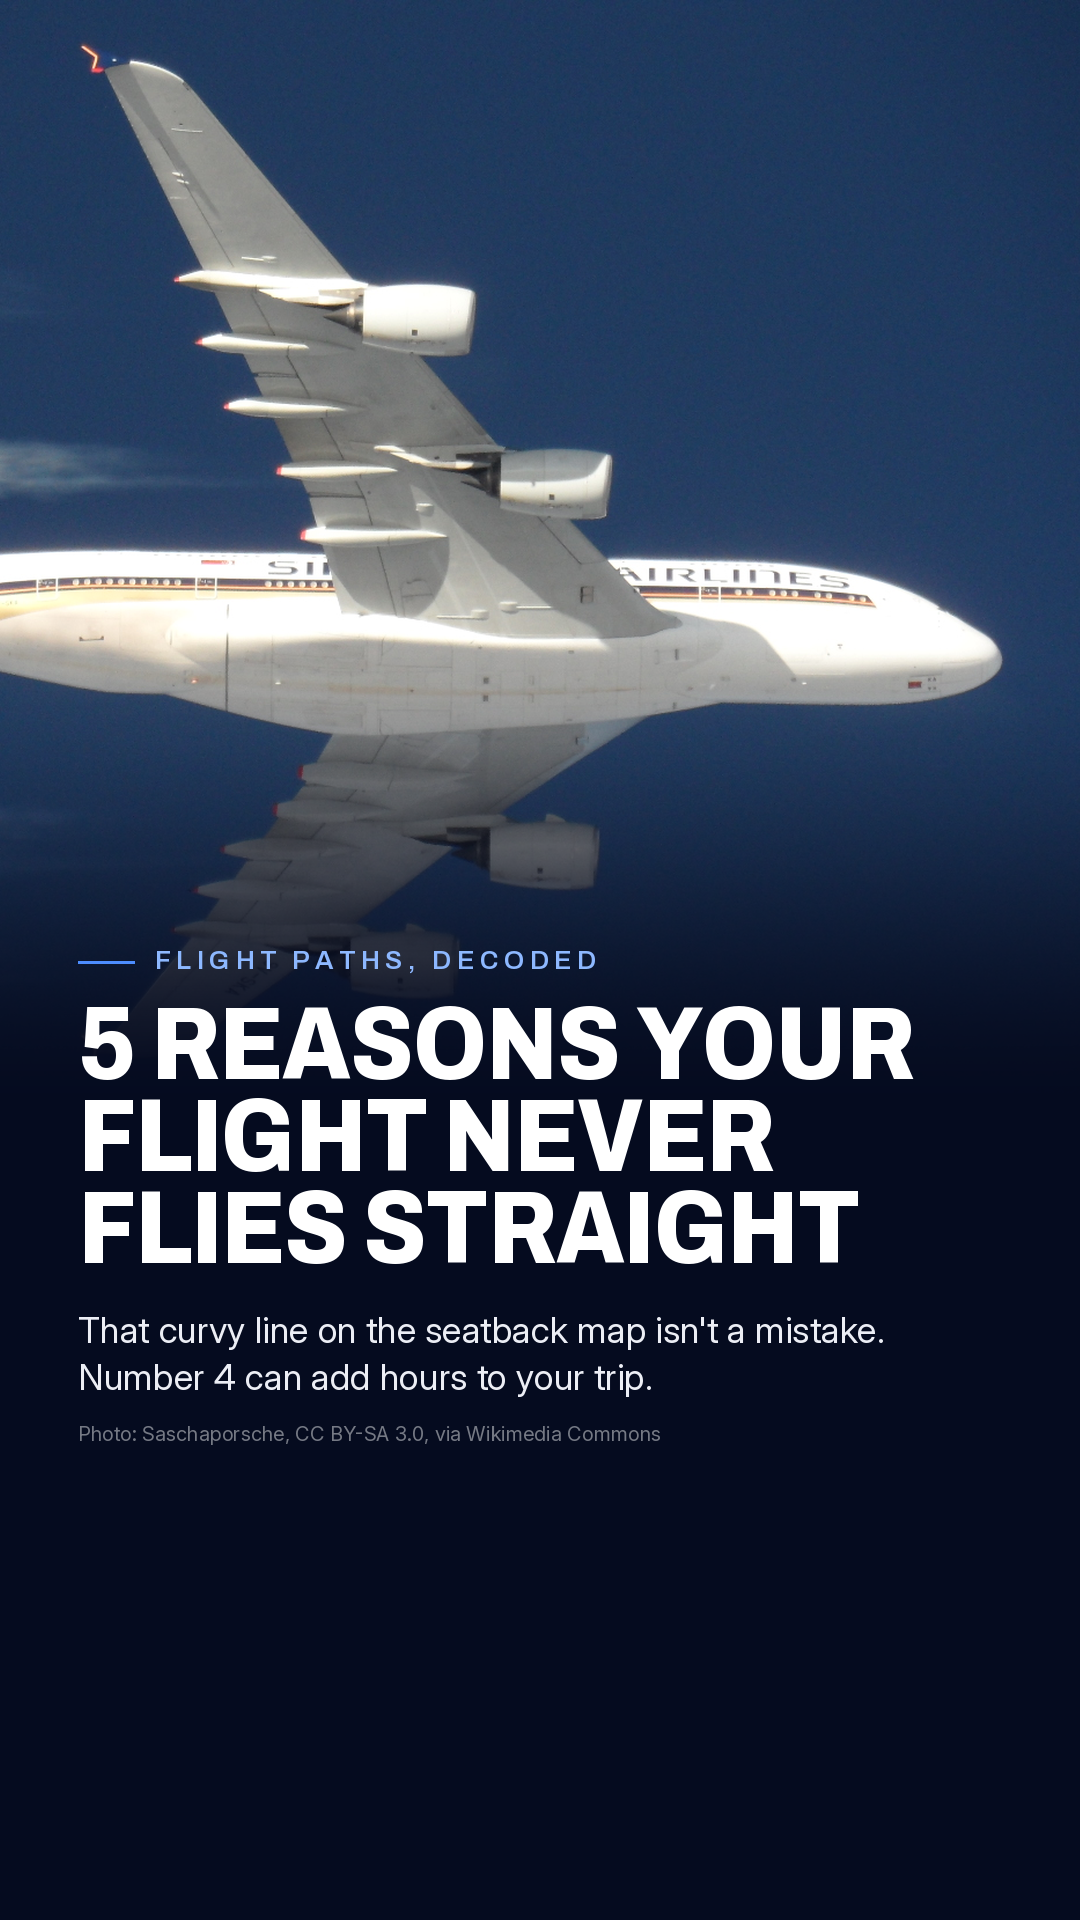 AIRLINES
FLIGHT PATHS, DECODED
5 REASONS YOUR
FLIGHT NEVER
FLIES STRAIGHT
That curvy line on the seatback map isn't a mistake.
Number 4 can add hours to your trip.
Photo: Saschaporsche, CC BY-SA 3.0, via Wikimedia Commons